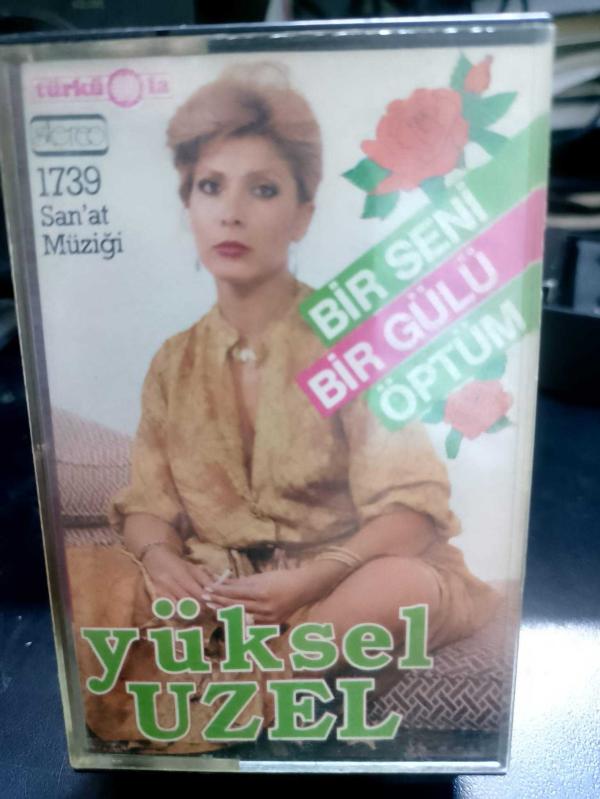 türküola
stereo
1739
San'at
Müziği
BİR SENİ
BİR GÜLÜ
ÖPTÜM
yüksel
UZEL